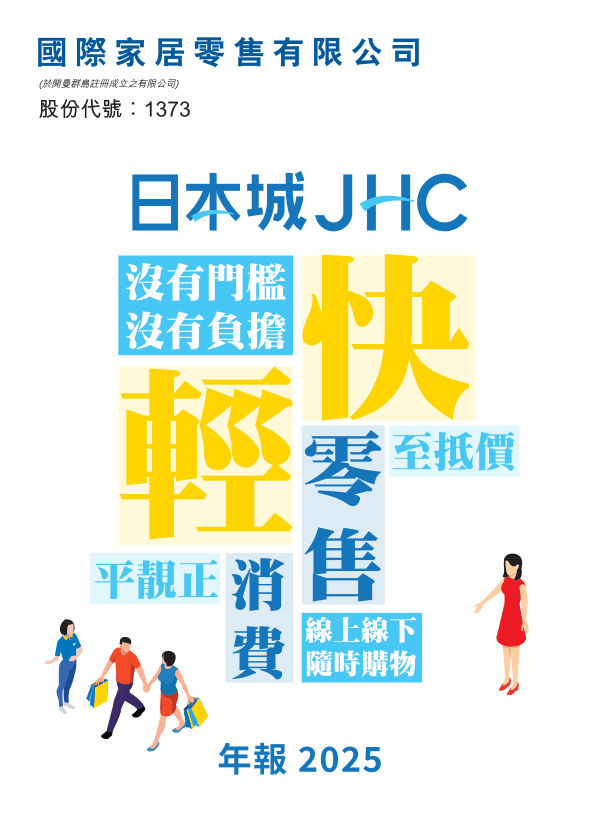 國際家居零售有限公司
(於開曼群島註冊成立之有限公司)
股份代號：1373
日本城 JHC
沒有門檻
沒有負擔
快
輕
零售
至抵價
平靚正
消費
線上線下
隨時購物
年報 2025